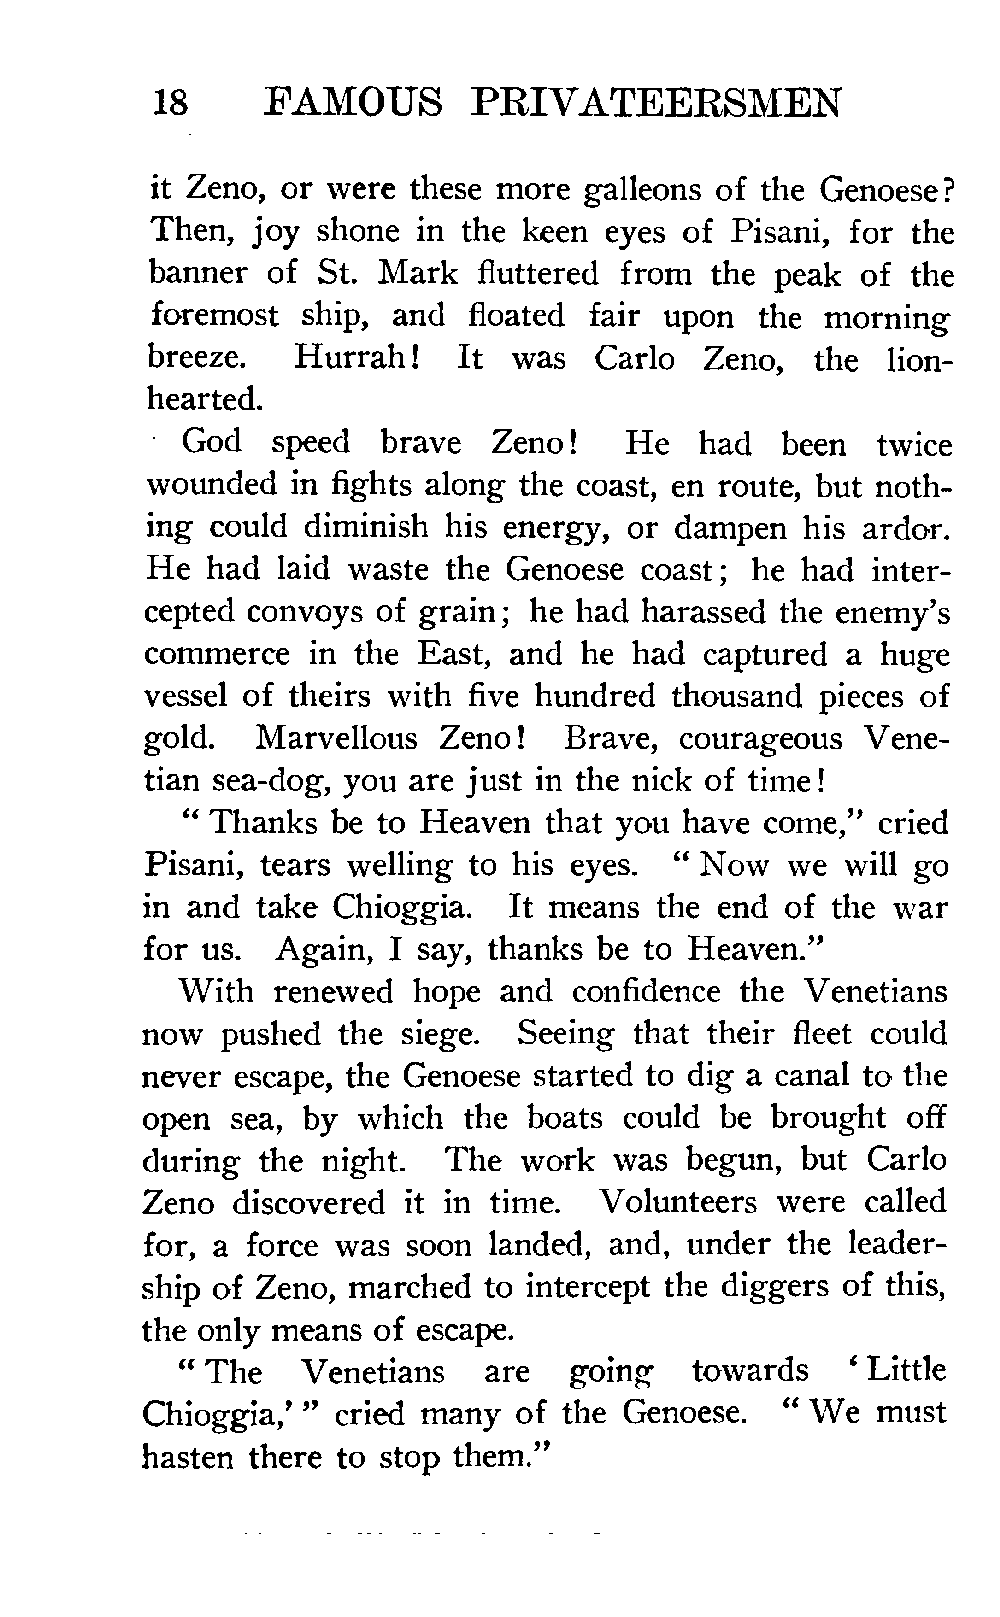 18 FAMOUS PRIVATEERSMEN
it Zeno, or were these more galleons of the Genoese?
Then, joy shone in the keen eyes of Pisani, for the
banner of St. Mark fluttered from the peak of the
foremost ship, and floated fair upon the morning
breeze. Hurrah! It was Carlo Zeno, the lion-
hearted.
God speed brave Zeno! He had been twice
wounded in fights along the coast, en route, but noth-
ing could diminish his energy, or dampen his ardor.
He had laid waste the Genoese coast; he had inter-
cepted convoys of grain; he had harassed the enemy's
commerce in the East, and he had captured a huge
vessel of theirs with five hundred thousand pieces of
gold. Marvellous Zeno! Brave, courageous Vene-
tian sea-dog, you are just in the nick of time!
" Thanks be to Heaven that you have come," cried
Pisani, tears welling to his eyes. " Now we will go
in and take Chioggia. It means the end of the war
for us. Again, I say, thanks be to Heaven."
With renewed hope and confidence the Venetians
now pushed the siege. Seeing that their fleet could
never escape, the Genoese started to dig a canal to the
open sea, by which the boats could be brought off
during the night. The work was begun, but Carlo
Zeno discovered it in time. Volunteers were called
for, a force was soon landed, and, under the leader-
ship of Zeno, marched to intercept the diggers of this,
the only means of escape.
" The Venetians are going towards ' Little
Chioggia,' " cried many of the Genoese. " We must
hasten there to stop them."